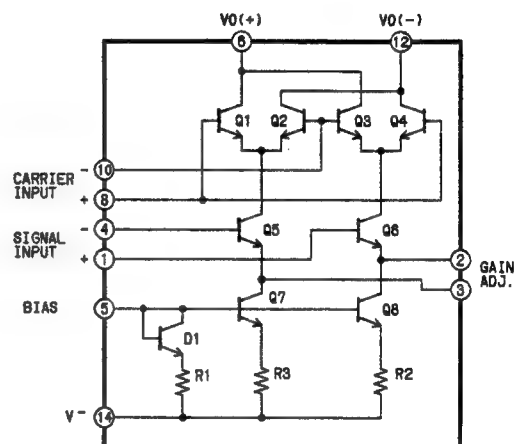 VO(+) VO(-)
6 12
Q1 Q2 Q3 Q4
- 10
CARRIER
INPUT
+ 8
- 4 Q5 Q6
SIGNAL
INPUT
+ 1
2
GAIN
ADJ.
3
BIAS 5 Q7 Q8
D1
R1 R3 R2
V- 14